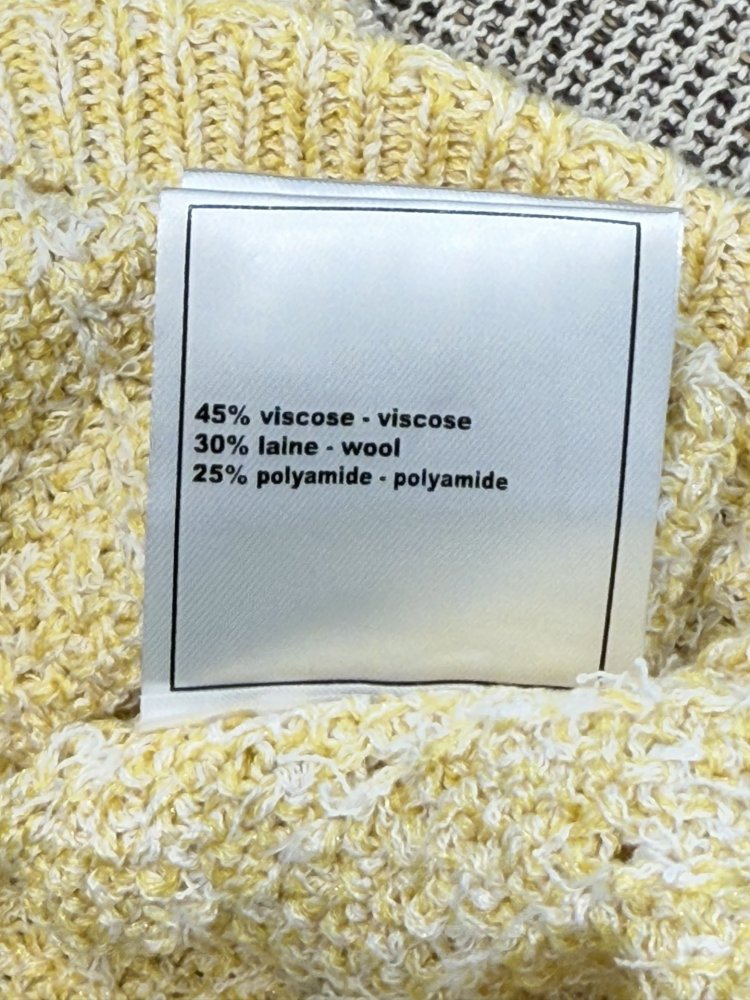 45% viscose - viscose
30% laine - wool
25% polyamide - polyamide